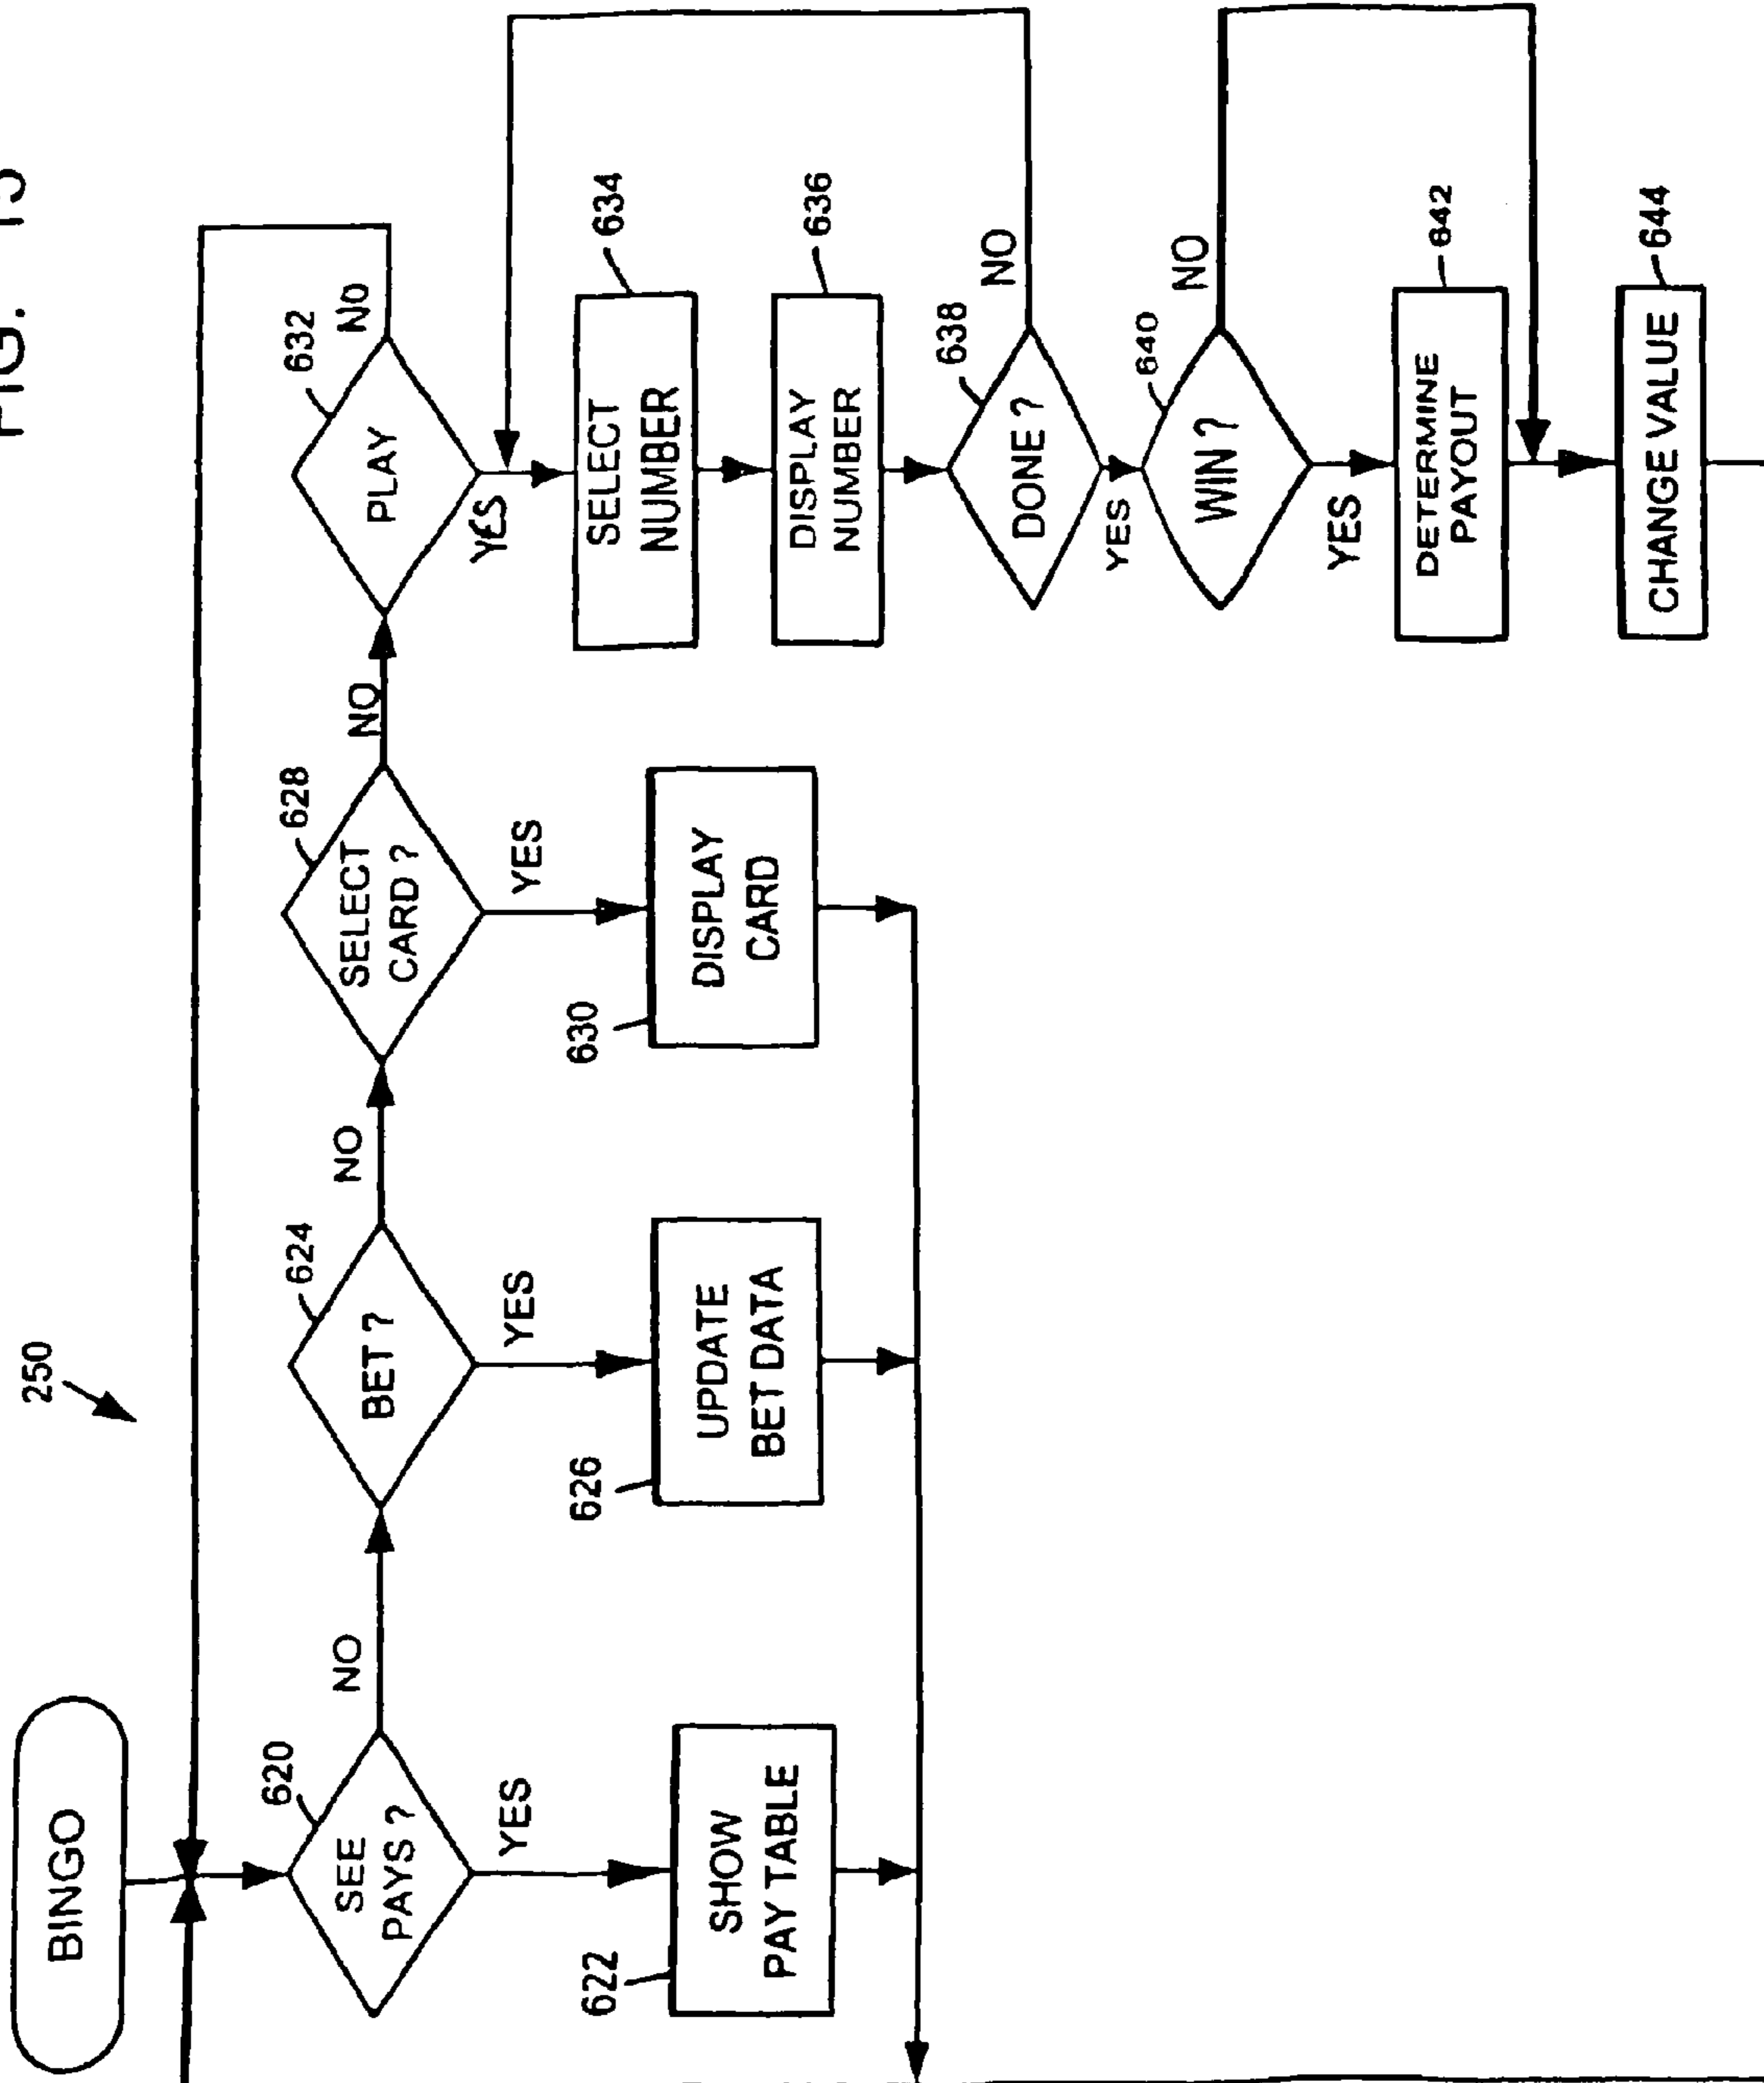 BINGO
250
620
SEE
PAYS ?
NO
YES
622
SHOW
PAY TABLE
624
BET ?
NO
YES
626
UPDATE
BET DATA
628
SELECT
CARD ?
NO
YES
630
DISPLAY
CARD
632
PLAY
NO
YES
634
SELECT
NUMBER
636
DISPLAY
NUMBER
638
DONE ?
NO
YES
640
WIN ?
NO
YES
642
DETERMINE
PAYOUT
644
CHANGE VALUE